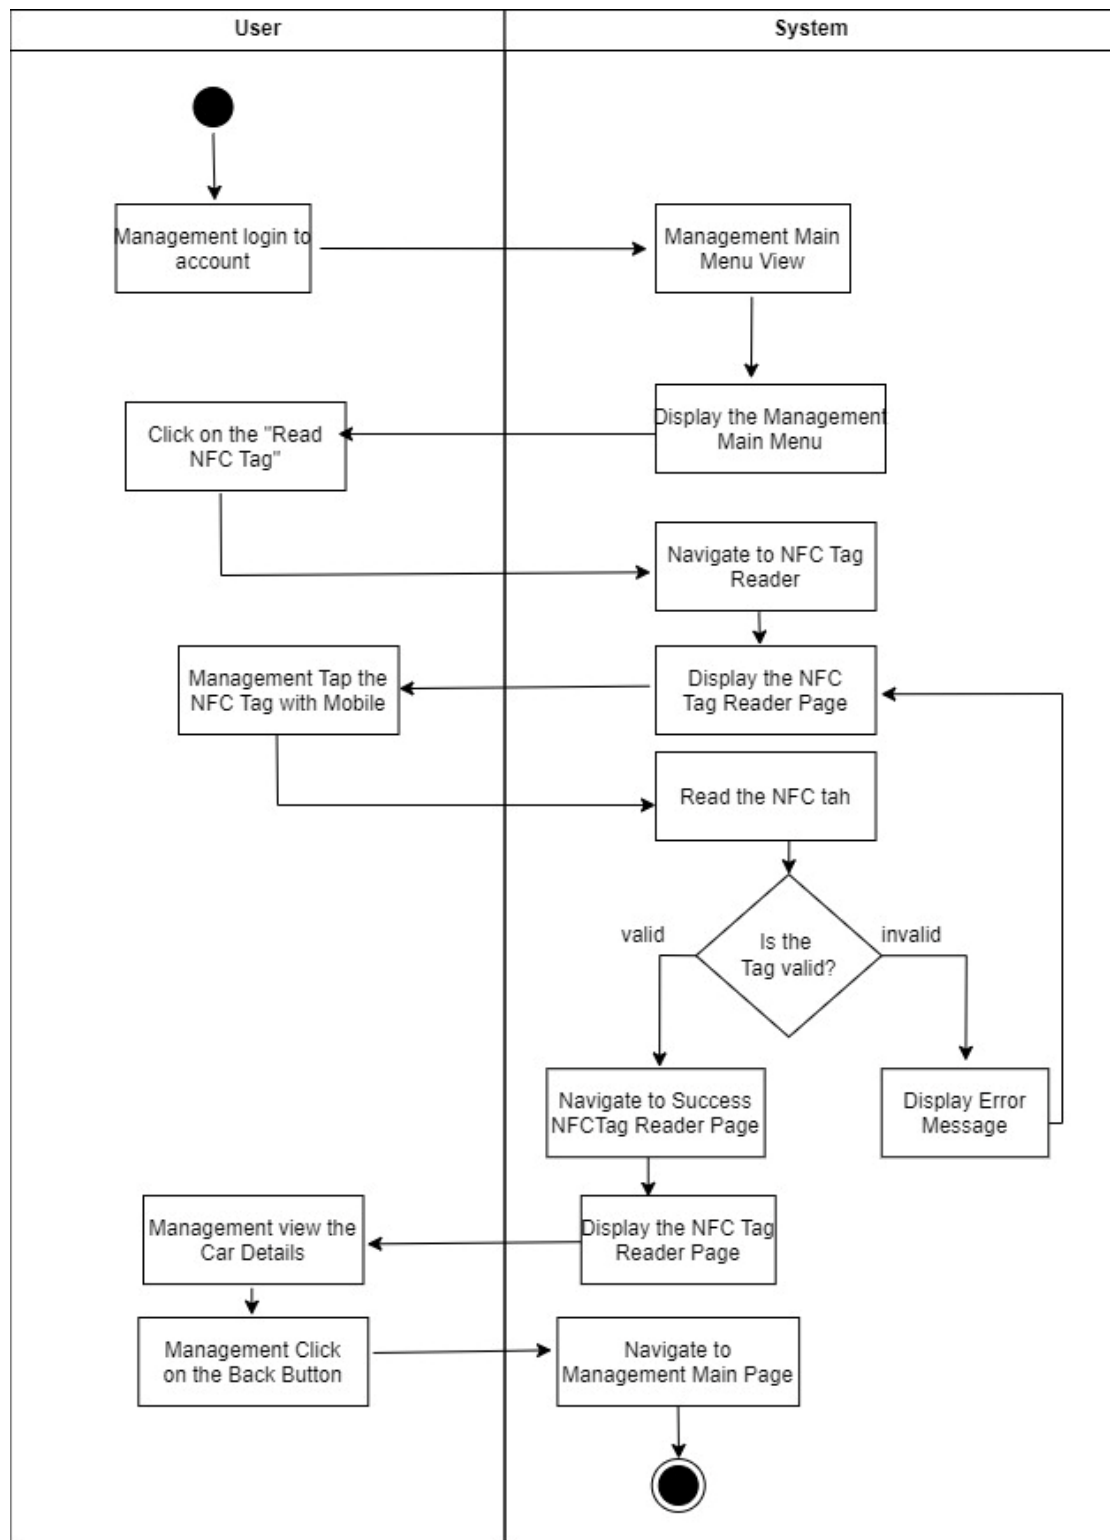 User
System
Management login to
account
Management Main
Menu View
Display the Management
Main Menu
Click on the "Read
NFC Tag"
Navigate to NFC Tag
Reader
Display the NFC
Tag Reader Page
Management Tap the
NFC Tag with Mobile
Read the NFC tah
Is the
Tag valid?
valid
invalid
Navigate to Success
NFCTag Reader Page
Display Error
Message
Display the NFC Tag
Reader Page
Management view the
Car Details
Management Click
on the Back Button
Navigate to
Management Main Page